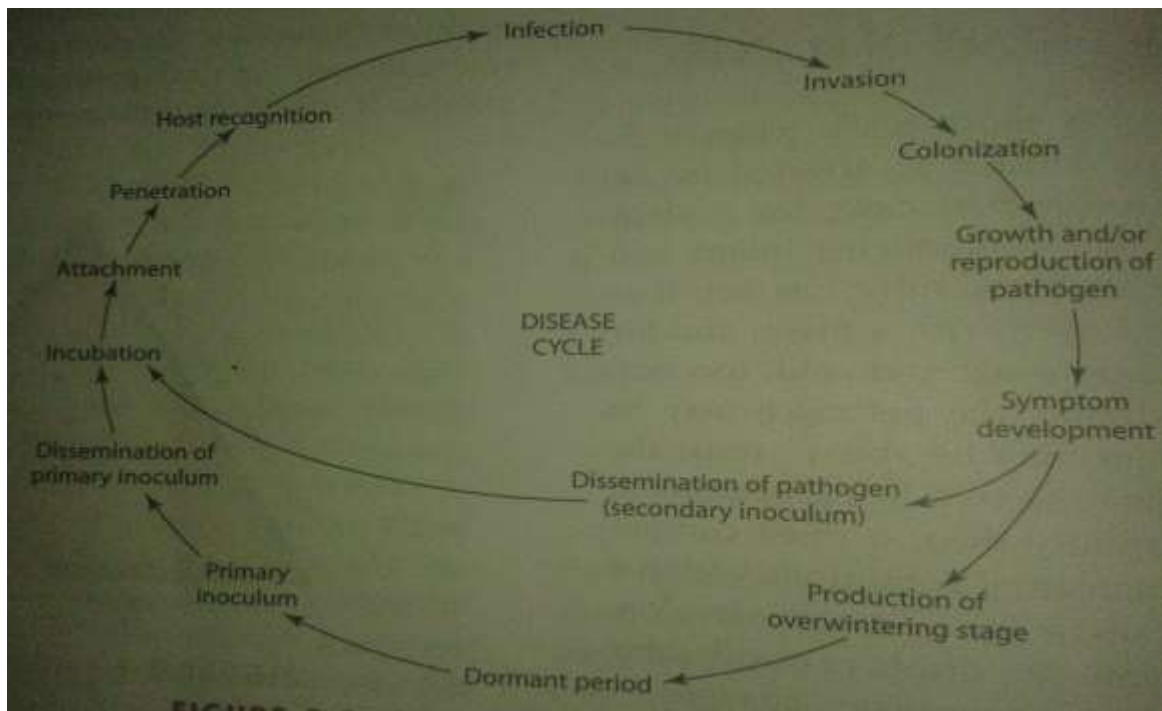 Infection
Invasion
Host recognition
Colonization
Penetration
Growth and/or
reproduction of
pathogen
Attachment
DISEASE
CYCLE
Incubation
Symptom
development
Dissemination of
primary inoculum
Dissemination of pathogen
(secondary inoculum)
Primary
inoculum
Production of
overwintering stage
Dormant period